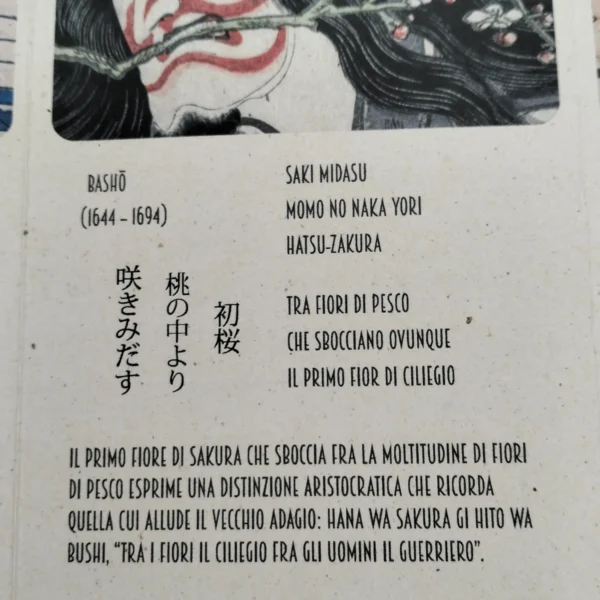 BASHŌ
(1644 – 1694)
咲きみだす
桃の中より
初桜
SAKI MIDASU
MOMO NO NAKA YORI
HATSU-ZAKURA
TRA FIORI DI PESCO
CHE SBOCCIANO OVUNQUE
IL PRIMO FIOR DI CILIEGIO
IL PRIMO FIORE DI SAKURA CHE SBOCCIA FRA LA MOLTITUDINE DI FIORI
DI PESCO ESPRIME UNA DISTINZIONE ARISTOCRATICA CHE RICORDA
QUELLA CUI ALLUDE IL VECCHIO ADAGIO: HANA WA SAKURA GI HITO WA
BUSHI, “TRA I FIORI IL CILIEGIO FRA GLI UOMINI IL GUERRIERO”.